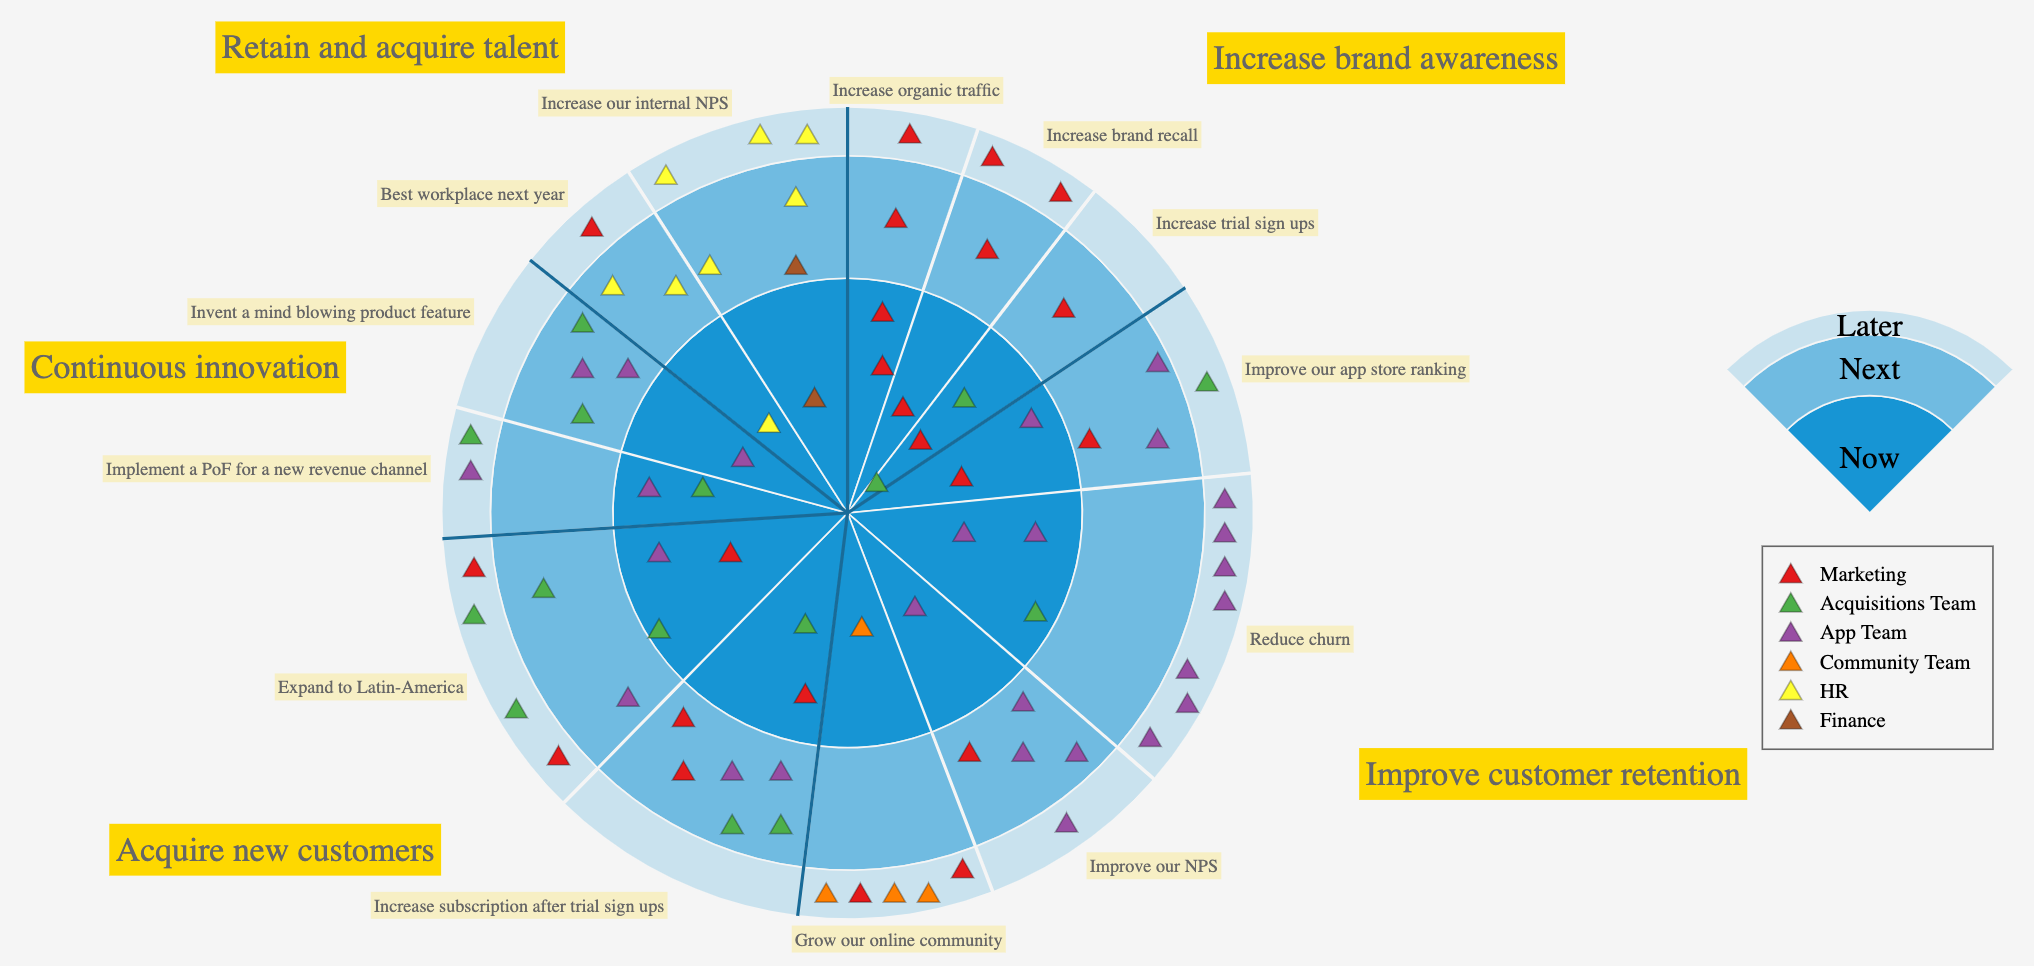 Retain and acquire talent
Increase brand awareness
Increase organic traffic
Increase our internal NPS
Increase brand recall
Best workplace next year
Increase trial sign ups
Invent a mind blowing product feature
Continuous innovation
Improve our app store ranking
Implement a PoF for a new revenue channel
Reduce churn
Expand to Latin-America
Improve customer retention
Acquire new customers
Improve our NPS
Increase subscription after trial sign ups
Grow our online community
Later
Next
Now
Marketing
Acquisitions Team
App Team
Community Team
HR
Finance